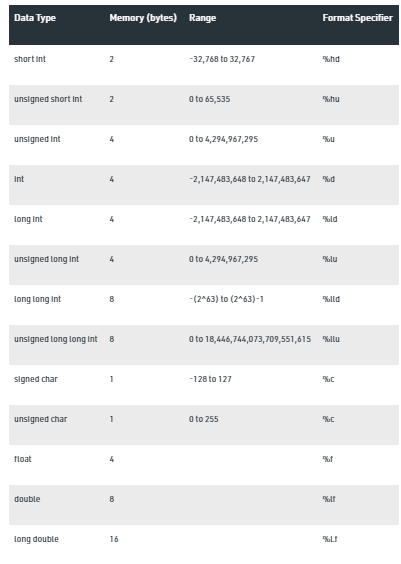 Data Type Memory (bytes) Range Format Specifier
short int 2 -32,768 to 32,767 %hd
unsigned short int 2 0 to 65,535 %hu
unsigned int 4 0 to 4,294,967,295 %u
int 4 -2,147,483,648 to 2,147,483,647 %d
long int 4 -2,147,483,648 to 2,147,483,647 %ld
unsigned long int 4 0 to 4,294,967,295 %lu
long long int 8 -(2^63) to (2^63)-1 %lld
unsigned long long int 8 0 to 18,446,744,073,709,551,615 %llu
signed char 1 -128 to 127 %c
unsigned char 1 0 to 255 %c
float 4 %f
double 8 %lf
long double 16 %Lf